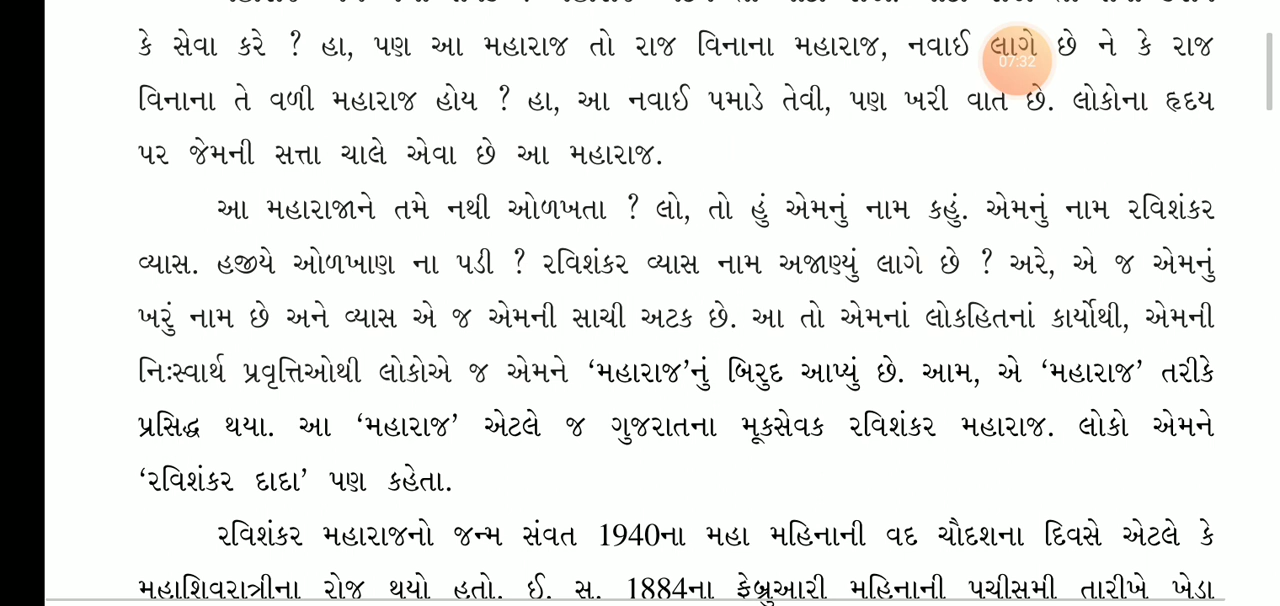 કે સેવા કરે ? હા, પણ આ મહારાજ તો રાજ વિનાના મહારાજ, નવાઈ લાગે છે ને કે રાજ
07:32
વિનાના તે વળી મહારાજ હોય ? હા, આ નવાઈ પમાડે તેવી, પણ ખરી વાત છે. લોકોના હૃદય
પર જેમની સત્તા ચાલે એવા છે આ મહારાજ.
આ મહારાજાને તમે નથી ઓળખતા ? લો, તો હું એમનું નામ કહું. એમનું નામ રવિશંકર
વ્યાસ. હજીયે ઓળખાણ ના પડી ? રવિશંકર વ્યાસ નામ અજાણ્યું લાગે છે ? અરે, એ જ એમનું
ખરું નામ છે અને વ્યાસ એ જ એમની સાચી અટક છે. આ તો એમનાં લોકહિતનાં કાર્યોથી, એમની
નિઃસ્વાર્થ પ્રવૃત્તિઓથી લોકોએ જ એમને ‘મહારાજ’નું બિરુદ આપ્યું છે. આમ, એ ‘મહારાજ’ તરીકે
પ્રસિદ્ધ થયા. આ ‘મહારાજ’ એટલે જ ગુજરાતના મૂકસેવક રવિશંકર મહારાજ. લોકો એમને
‘રવિશંકર દાદા’ પણ કહેતા.
રવિશંકર મહારાજનો જન્મ સંવત 1940ના મહા મહિનાની વદ ચૌદશના દિવસે એટલે કે
મહાશિવરાત્રીના રોજ થયો હતો. ઈ. સ. 1884ના ફેબ્રુઆરી મહિનાની પચીસમી તારીખે ખેડા